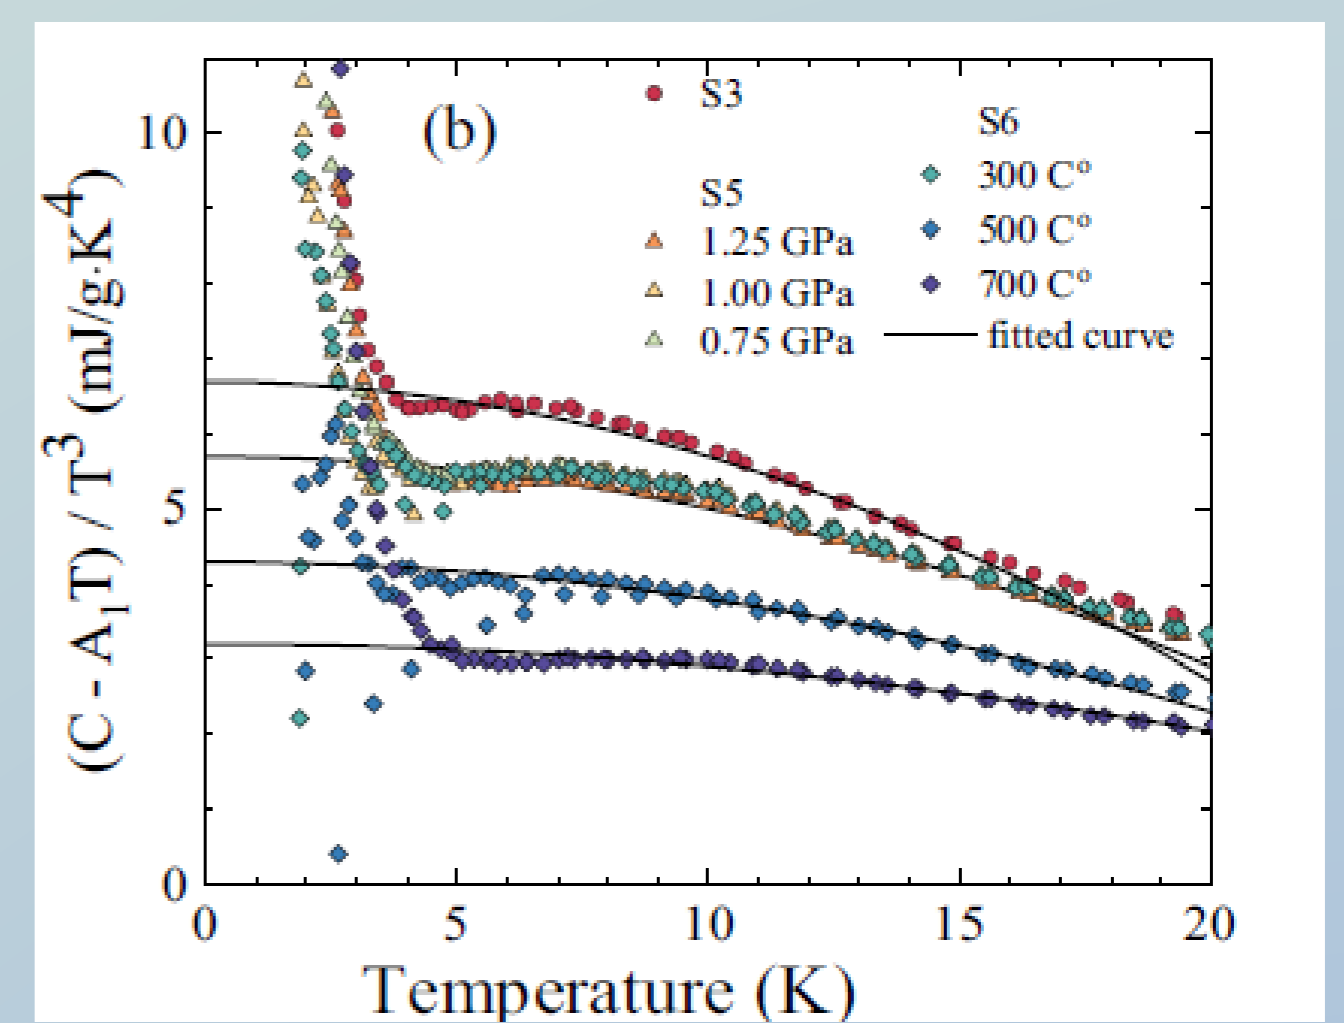 (b)
S3
S5
1.25 GPa
1.00 GPa
0.75 GPa
S6
300 C°
500 C°
700 C°
fitted curve
(C - A₁T) / T³ (mJ/g·K⁴)
10
5
0
0 5 10 15 20
Temperature (K)